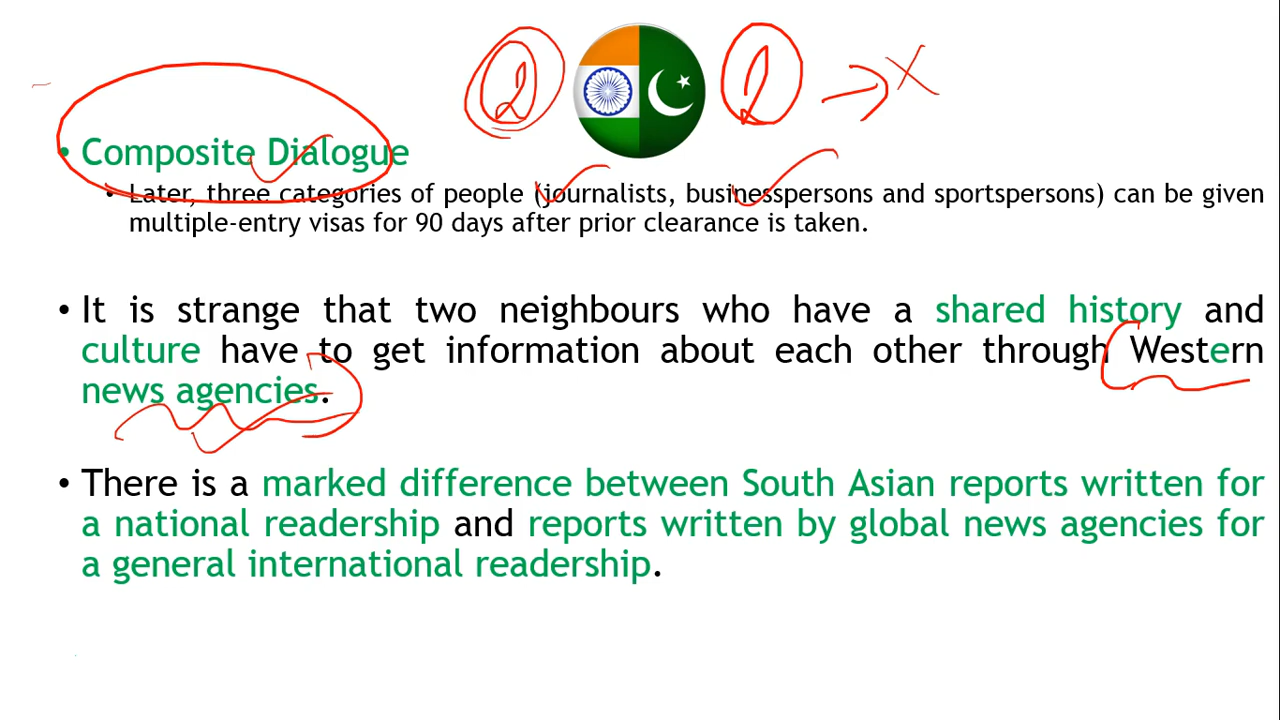 2 2 → X
• Composite Dialogue
• Later, three categories of people (journalists, businesspersons and sportspersons) can be given
multiple-entry visas for 90 days after prior clearance is taken.
• It is strange that two neighbours who have a shared history and
culture have to get information about each other through Western
news agencies.
• There is a marked difference between South Asian reports written for
a national readership and reports written by global news agencies for
a general international readership.